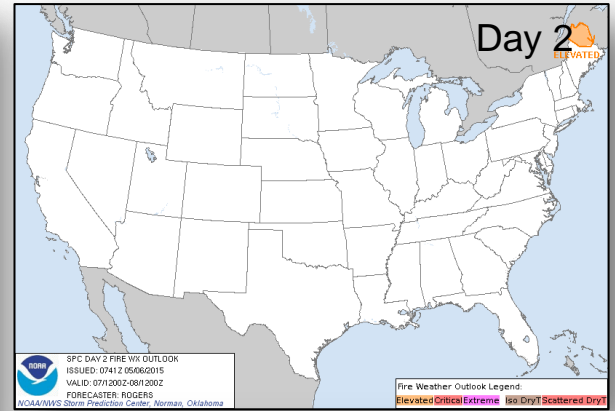 Day 2
ELEVATED
NOAA
SPC DAY 2 FIRE WX OUTLOOK
ISSUED: 0741Z 05/06/2015
VALID: 07/1200Z-08/1200Z
FORECASTER: ROGERS
NOAA/NWS Storm Prediction Center, Norman, Oklahoma
Fire Weather Outlook Legend:
Elevated Critical Extreme Iso DryT Scattered DryT